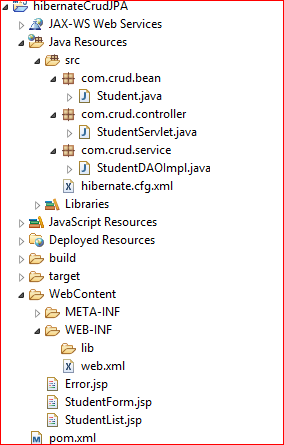 hibernateCrudJPA
JAX-WS Web Services
Java Resources
src
com.crud.bean
Student.java
com.crud.controller
StudentServlet.java
com.crud.service
StudentDAOImpl.java
hibernate.cfg.xml
Libraries
JavaScript Resources
Deployed Resources
build
target
WebContent
META-INF
WEB-INF
lib
web.xml
Error.jsp
StudentForm.jsp
StudentList.jsp
pom.xml